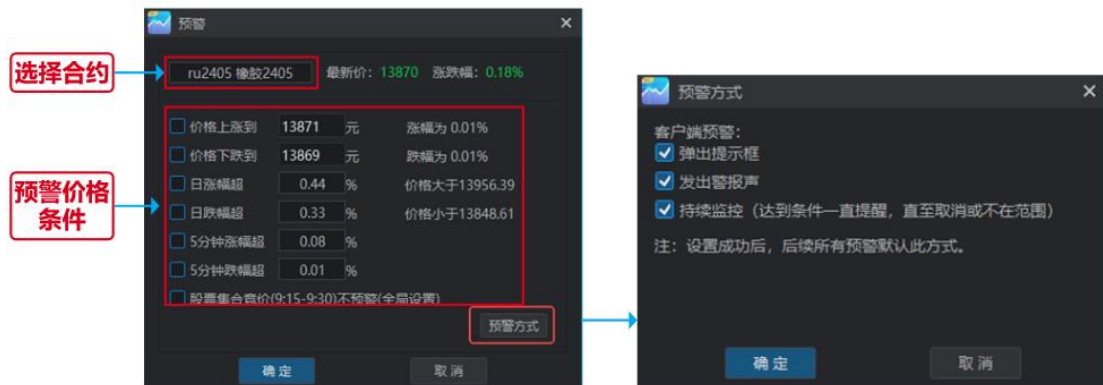 预警
选择合约
ru2405 橡胶2405 最新价：13870 涨跌幅：0.18%
价格上涨到 13871 元 涨幅为 0.01%
价格下跌到 13869 元 跌幅为 0.01%
日涨幅超 0.44 % 价格大于13956.39
预警价格
条件
日跌幅超 0.33 % 价格小于13848.61
5分钟涨幅超 0.08 %
5分钟跌幅超 0.01 %
股票集合竞价(9:15-9:30)不预警(全局设置)
预警方式
确定 取消
预警方式
客户端预警：
弹出提示框
发出警报声
持续监控（达到条件一直提醒，直至取消或不在范围）
注：设置成功后，后续所有预警默认此方式。
确定 取消